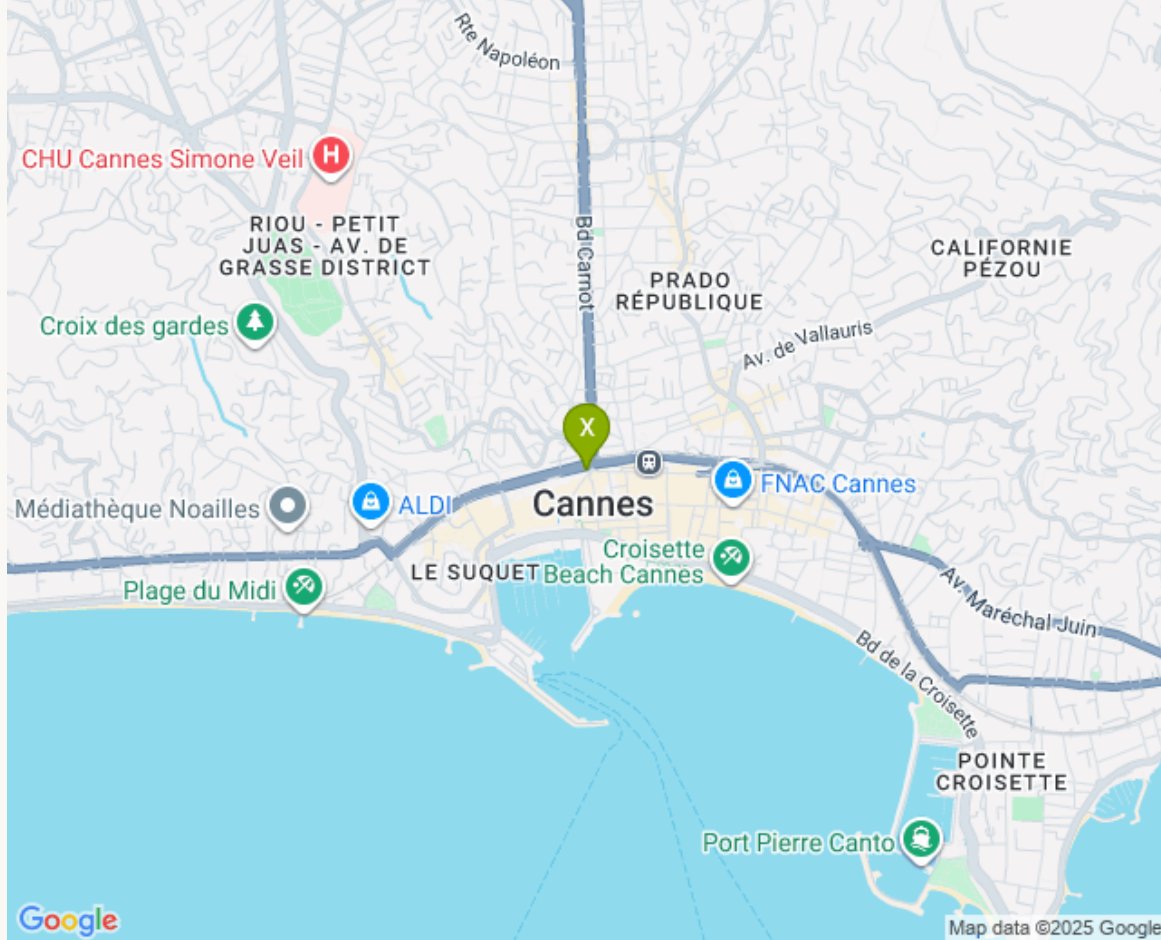 Rte Napoléon
CHU Cannes Simone Veil
H
RIOU - PETIT
JUAS - AV. DE
GRASSE DISTRICT
Bd Carnot
CALIFORNIE
PÉZOU
PRADO
RÉPUBLIQUE
Croix des gardes
Av. de Vallauris
X
FNAC Cannes
Médiathèque Noailles
ALDI
Cannes
Croisette
Beach Cannes
LE SUQUET
Plage du Midi
Av. Maréchal Juin
Bd de la Croisette
POINTE
CROISETTE
Port Pierre Canto
Google
Map data ©2025 Google